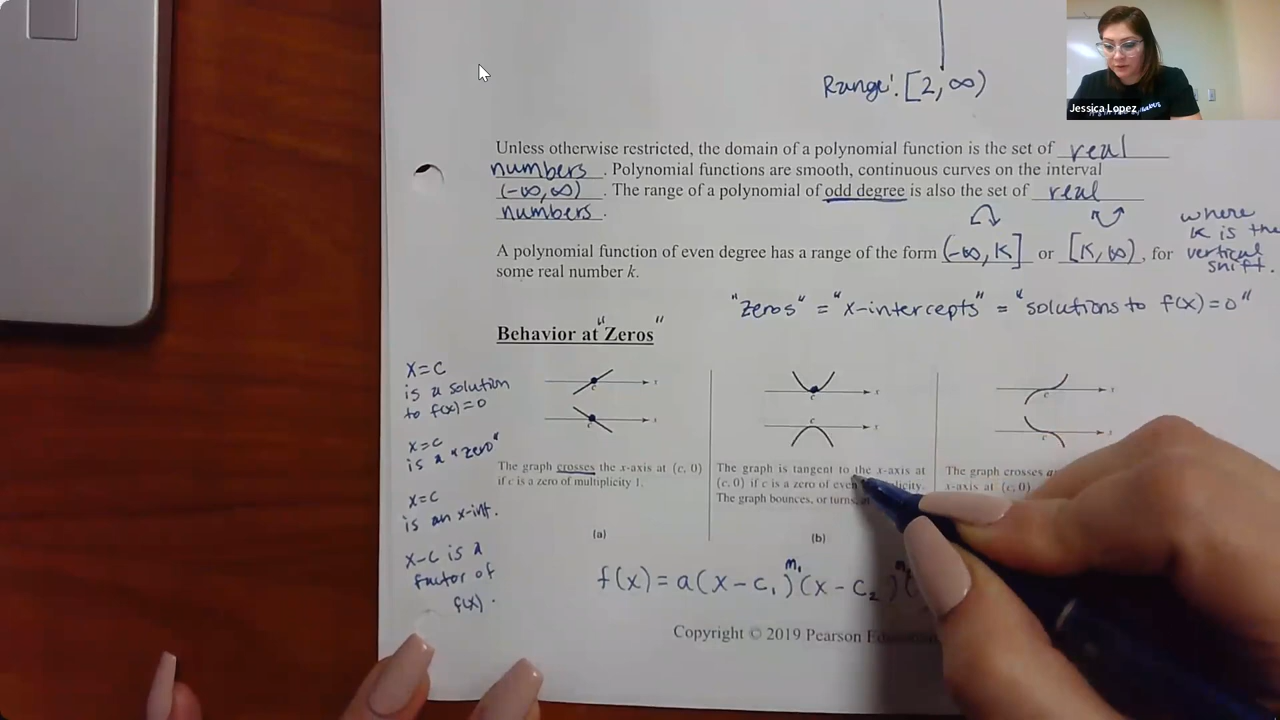 Range: [2, ∞)
Jessica Lopez
Unless otherwise restricted, the domain of a polynomial function is the set of real
numbers. Polynomial functions are smooth, continuous curves on the interval
(-∞, ∞). The range of a polynomial of odd degree is also the set of real
numbers.
A polynomial function of even degree has a range of the form (-∞, K] or [K, ∞), for
some real number k.
where
K is the
vertical
shift.
"Zeros" = "x-intercepts" = "solutions to f(x)=0"
Behavior at "Zeros"
x=c
is a solution
to f(x)=0
x=c
is a "zero"
x=c
is an x-int.
x-c is a
factor of
f(x).
c x
c x
The graph crosses the x-axis at (c, 0)
if c is a zero of multiplicity 1.
(a)
c x
c x
The graph is tangent to the x-axis at
(c, 0) if c is a zero of even
The graph bounces, or turns,
(b)
c x
c x
The graph crosses
x-axis at (c, 0)
f(x) = a(x-c₁)^m₁ (x-c₂)
Copyright © 2019 Pearson